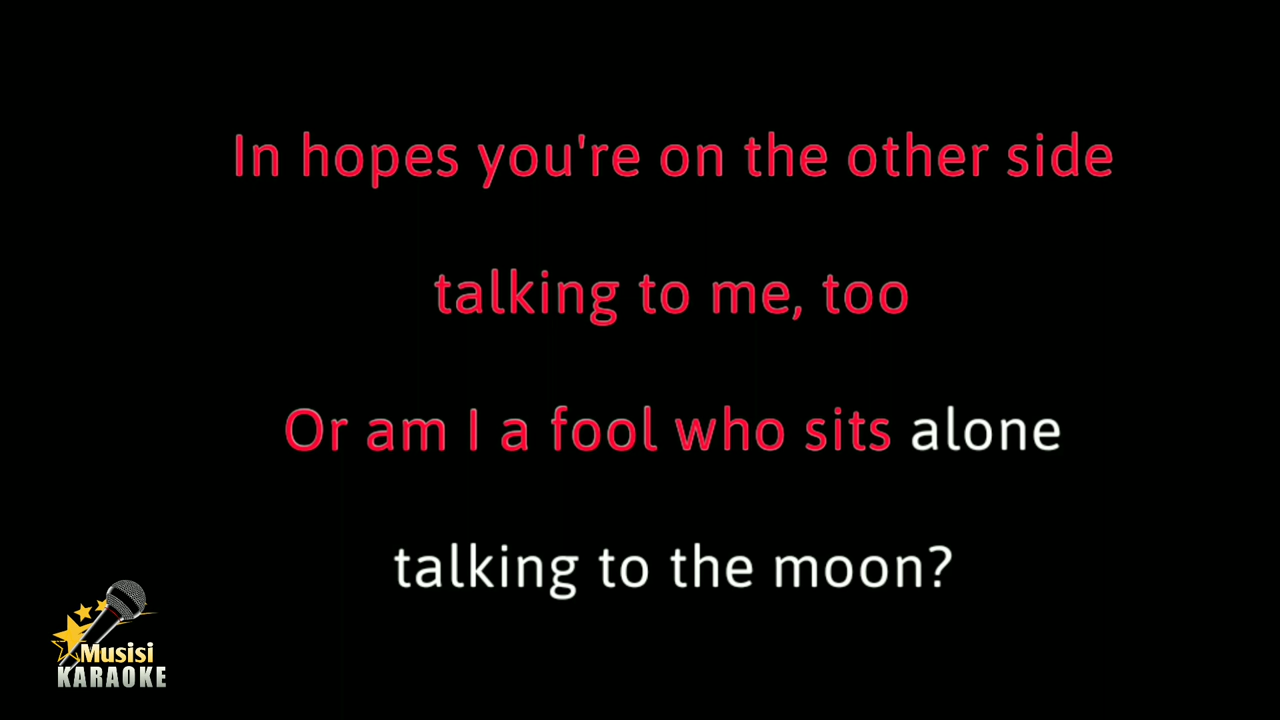 In hopes you're on the other side
talking to me, too
Or am I a fool who sits alone
talking to the moon?
Musisi
KARAOKE